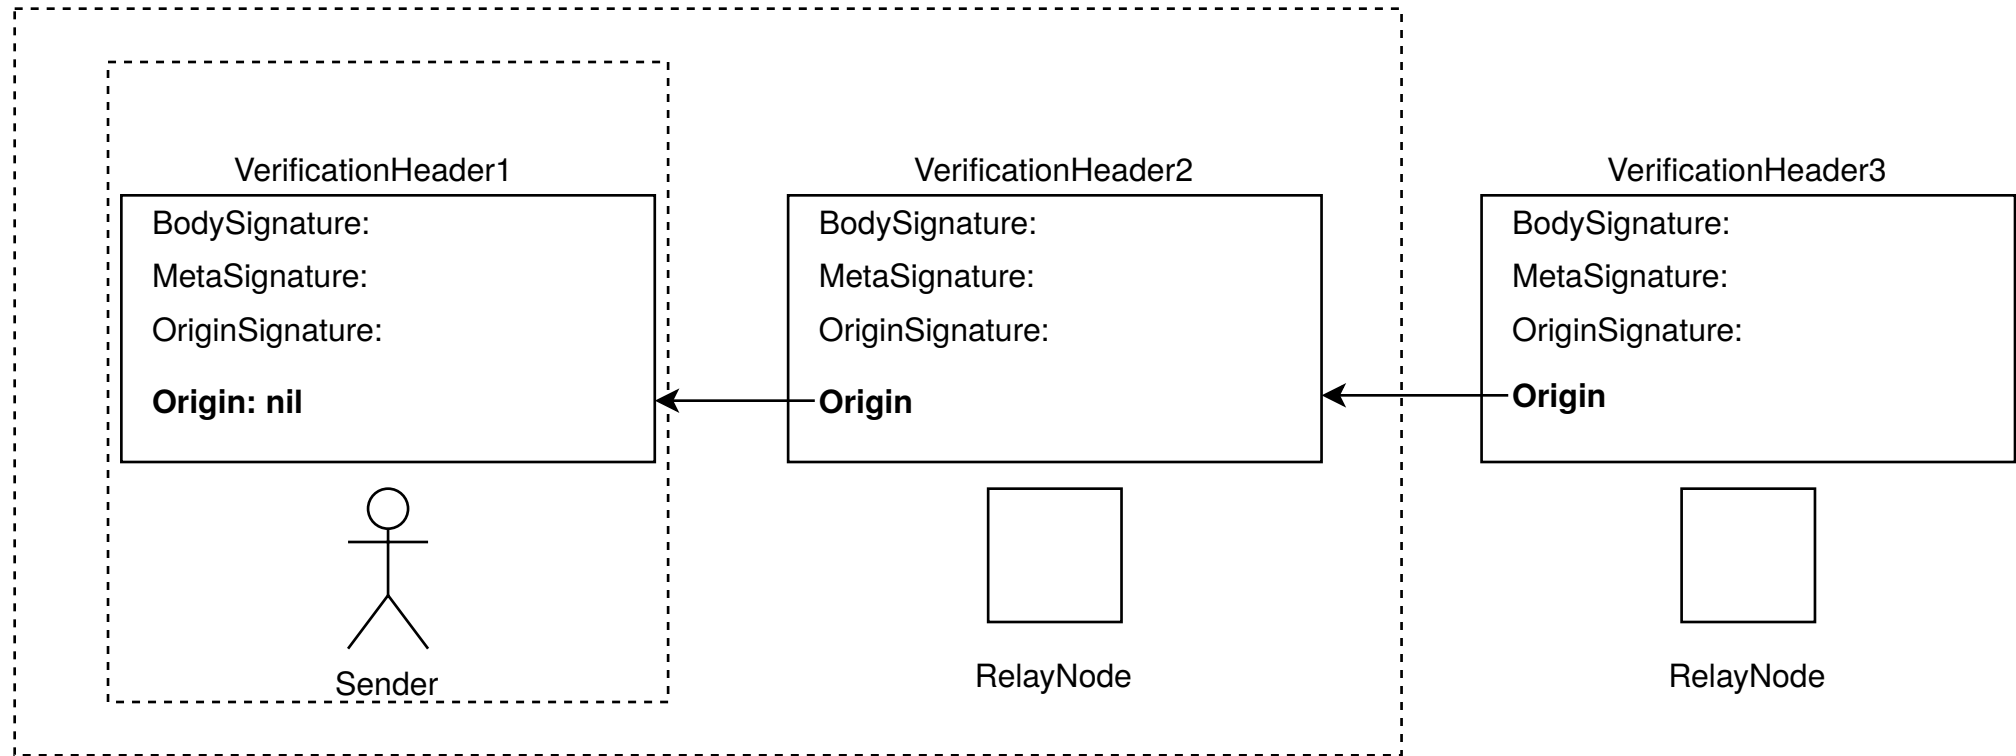 VerificationHeader1
BodySignature:
MetaSignature:
OriginSignature:
Origin: nil
Sender
VerificationHeader2
BodySignature:
MetaSignature:
OriginSignature:
Origin
RelayNode
VerificationHeader3
BodySignature:
MetaSignature:
OriginSignature:
Origin
RelayNode